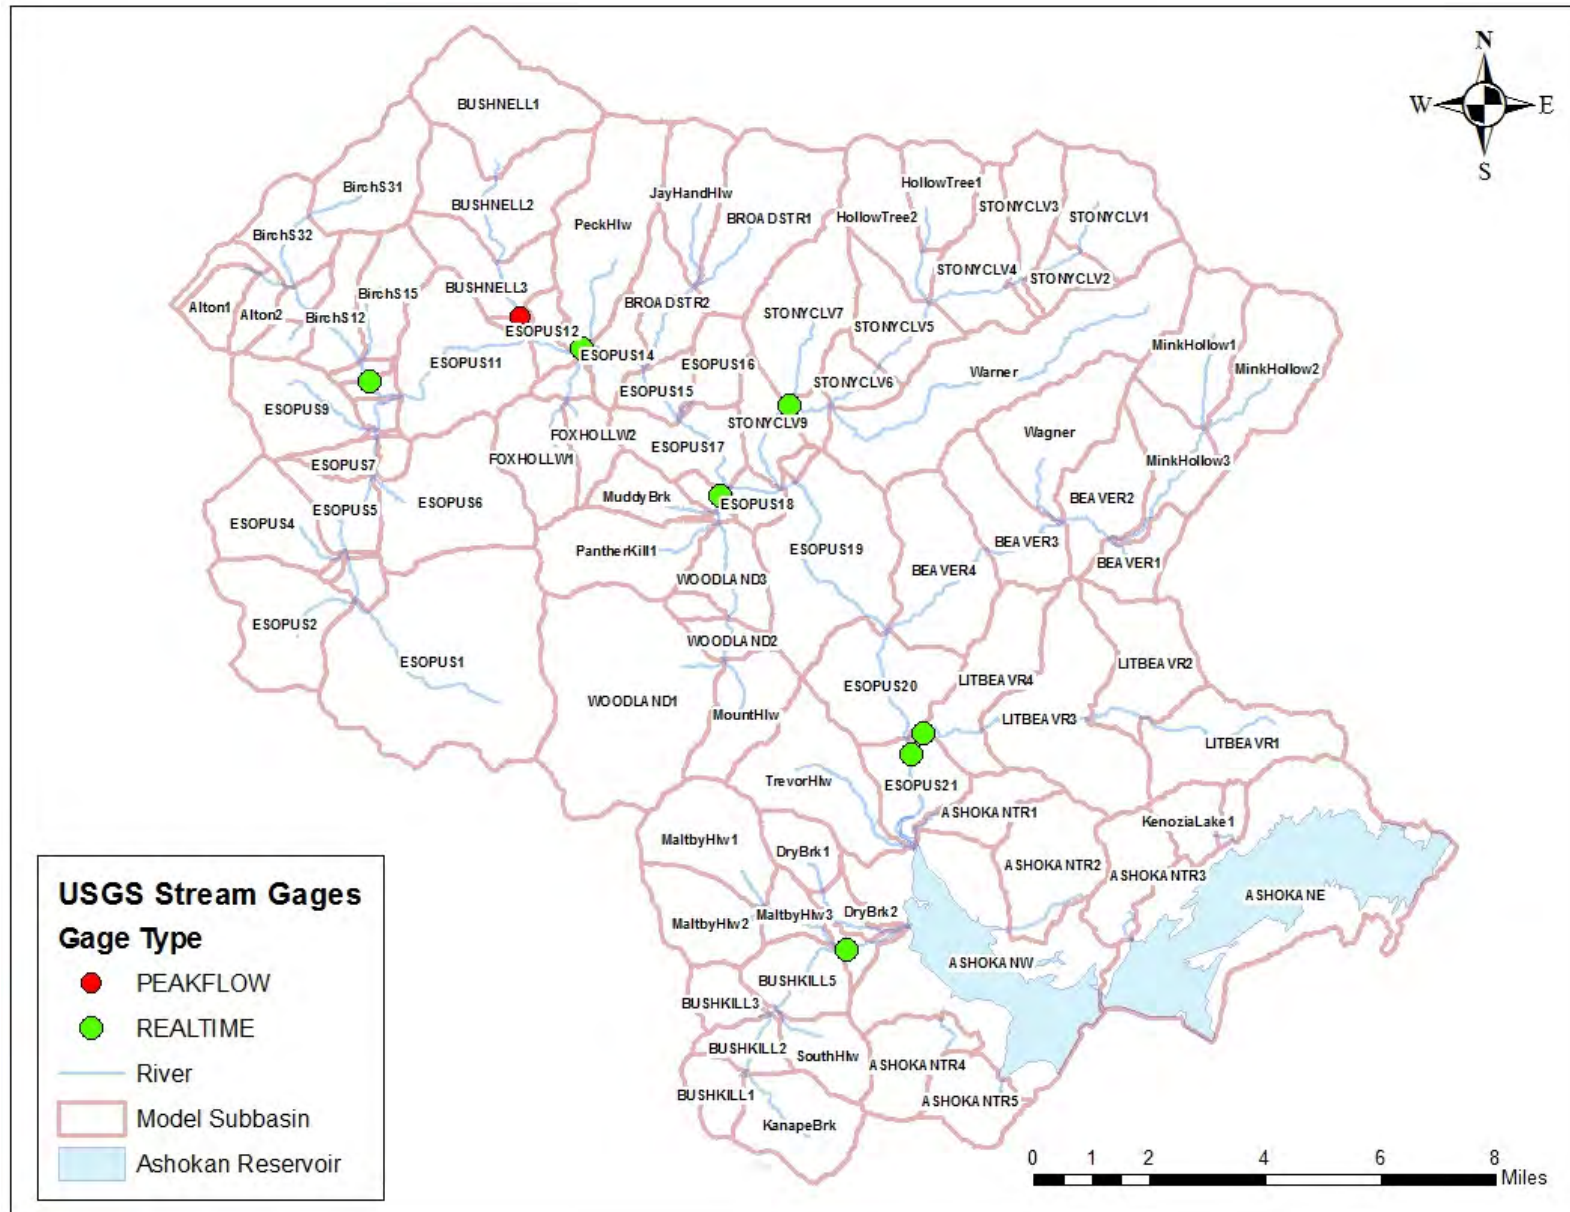 N
W
E
S
BUSHNELL1
BirchS31
BUSHNELL2
JayHandHlw
HollowTree1
PeckHlw
BROADSTR1
HollowTree2
STONYCLV3
STONYCLV1
BirchS32
STONYCLV4
STONYCLV2
BUSHNELL3
BirchS15
Alton1
Alton2
BirchS12
BROADSTR2
STONYCLV7
STONYCLV5
ESOPUS12
ESOPUS14
ESOPUS11
ESOPUS16
MinkHollow1
MinkHollow2
Warner
STONYCLV6
ESOPUS15
ESOPUS9
STONYCLV9
FOXHOLLW2
ESOPUS17
Wagner
FOXHOLLW1
MinkHollow3
ESOPUS7
ESOPUS6
MuddyBrk
ESOPUS18
BEAVER2
ESOPUS5
ESOPUS4
PantherKill1
ESOPUS19
BEAVER3
BEAVER4
BEAVER1
WOODLAND3
ESOPUS2
WOODLAND2
ESOPUS1
LITBEAVR2
LITBEAVR4
ESOPUS20
WOODLAND1
MountHlw
LITBEAVR3
LITBEAVR1
TrevorHlw
ESOPUS21
ASHOKANTR1
KenoziaLake1
MaltbyHlw1
DryBrk1
ASHOKANTR2
ASHOKANTR3
ASHOKANE
MaltbyHlw2
MaltbyHlw3
DryBrk2
ASHOKANW
BUSHKILL5
BUSHKILL3
BUSHKILL2
SouthHlw
ASHOKANTR4
BUSHKILL1
ASHOKANTR5
KanapeBrk
USGS Stream Gages
Gage Type
PEAKFLOW
REALTIME
River
Model Subbasin
Ashokan Reservoir
0 1 2 4 6 8
Miles